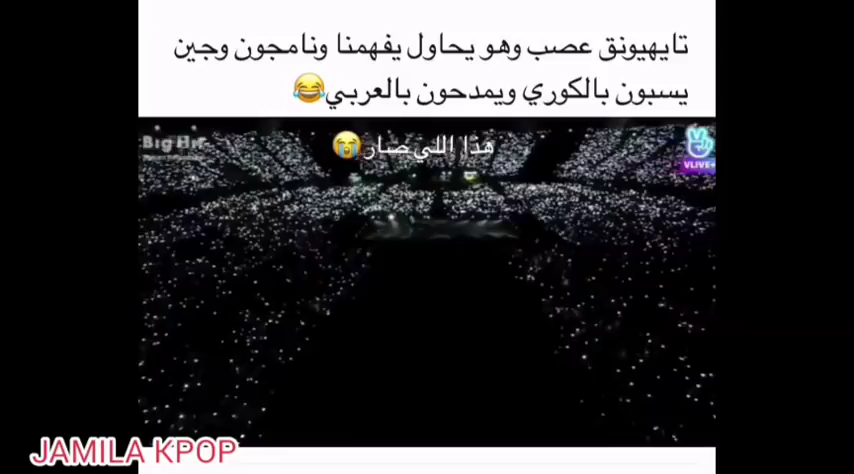 تايهيونق عصب وهو يحاول يفهمنا ونامجون وجين
يسبون بالكوري ويمدحون بالعربي😂
هذا اللي صار😭
BIG HIT
VLIVE+
JAMILA KPOP